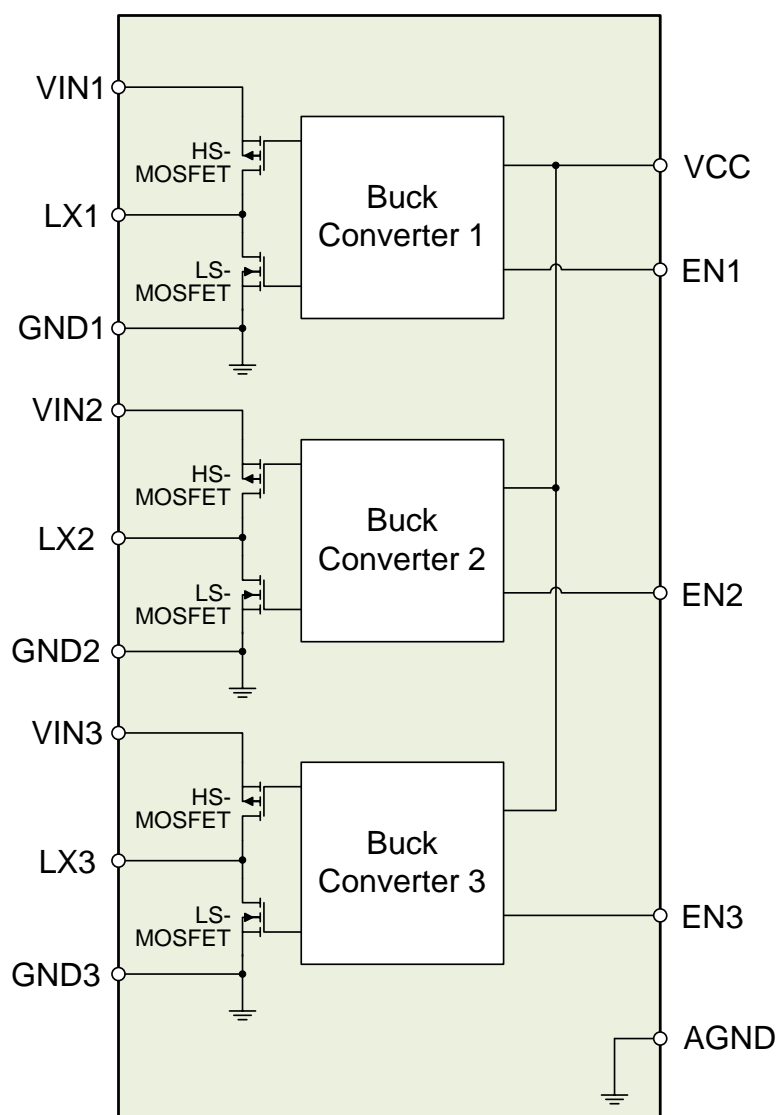 VIN1
HS-
MOSFET
LX1
LS-
MOSFET
GND1
Buck
Converter 1
VCC
EN1
VIN2
HS-
MOSFET
LX2
LS-
MOSFET
GND2
Buck
Converter 2
EN2
VIN3
HS-
MOSFET
LX3
LS-
MOSFET
GND3
Buck
Converter 3
EN3
AGND